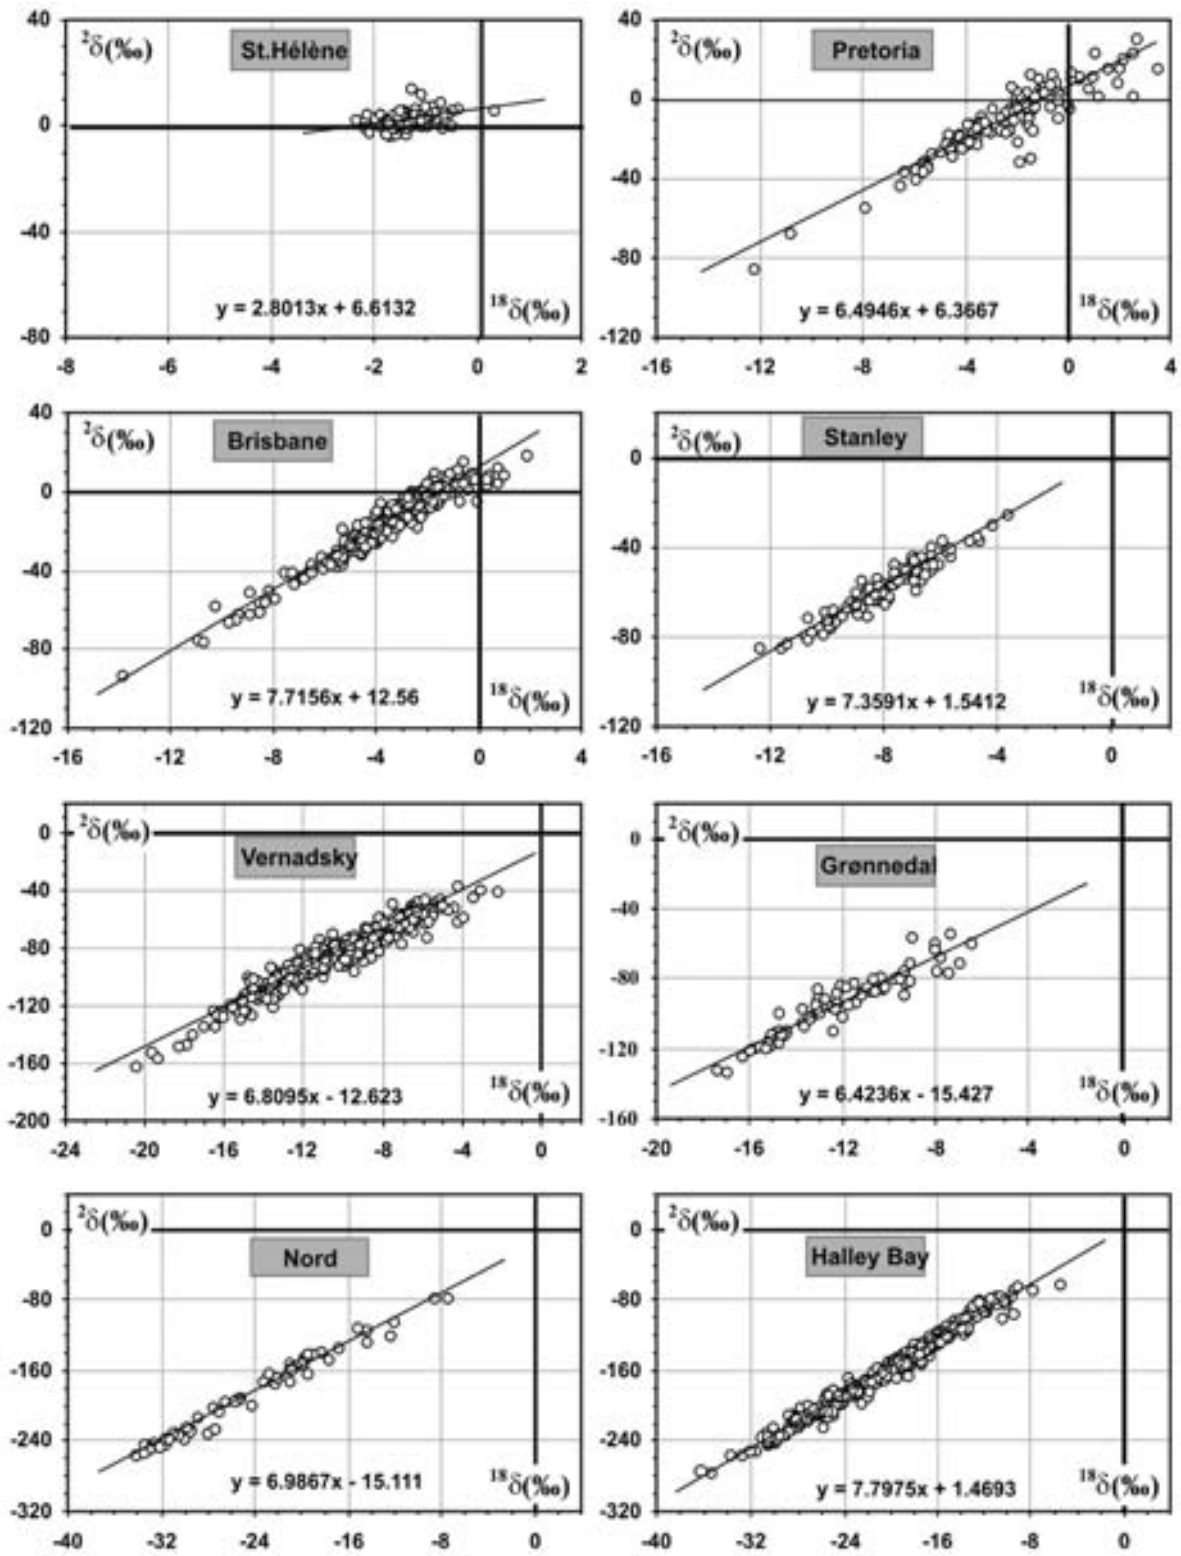 40
²δ(‰)
St.Hélène
0
-40
y = 2.8013x + 6.6132
¹⁸δ(‰)
-80
-8 -6 -4 -2 0 2
40
²δ(‰)
Pretoria
0
-40
-80
y = 6.4946x + 6.3667
¹⁸δ(‰)
-120
-16 -12 -8 -4 0 4
40
²δ(‰)
Brisbane
0
-40
-80
y = 7.7156x + 12.56
¹⁸δ(‰)
-120
-16 -12 -8 -4 0 4
²δ(‰)
Stanley
0
-40
-80
y = 7.3591x + 1.5412
¹⁸δ(‰)
-120
-16 -12 -8 -4 0
0
²δ(‰)
Vernadsky
-40
-80
-120
-160
y = 6.8095x - 12.623
¹⁸δ(‰)
-200
-24 -20 -16 -12 -8 -4 0
0
²δ(‰)
Grønnedal
-40
-80
-120
y = 6.4236x - 15.427
¹⁸δ(‰)
-160
-20 -16 -12 -8 -4 0
0
²δ(‰)
Nord
-80
-160
-240
y = 6.9867x - 15.111
¹⁸δ(‰)
-320
-40 -32 -24 -16 -8 0
0
²δ(‰)
Halley Bay
-80
-160
-240
y = 7.7975x + 1.4693
¹⁸δ(‰)
-320
-40 -32 -24 -16 -8 0